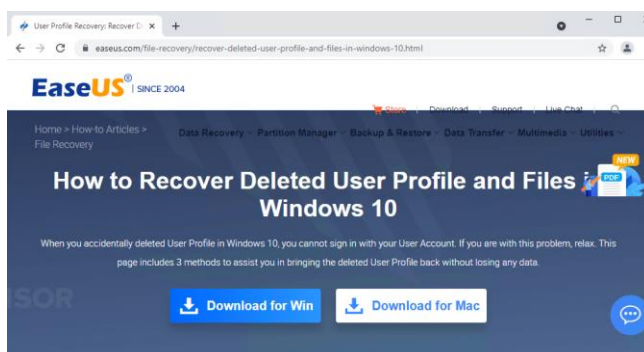 User Profile Recovery: Recover D
easeus.com/file-recovery/recover-deleted-user-profile-and-files-in-windows-10.html
EaseUS® SINCE 2004
Store Download Support Live Chat
Home > How-to Articles >
File Recovery
Data Recovery Partition Manager Backup & Restore Data Transfer Multimedia Utilities
NEW
PDF
How to Recover Deleted User Profile and Files
Windows 10
When you accidentally deleted User Profile in Windows 10, you cannot sign in with your User Account. If you are with this problem, relax. This
page includes 3 methods to assist you in bringing the deleted User Profile back without losing any data.
ISOR
Download for Win Download for Mac